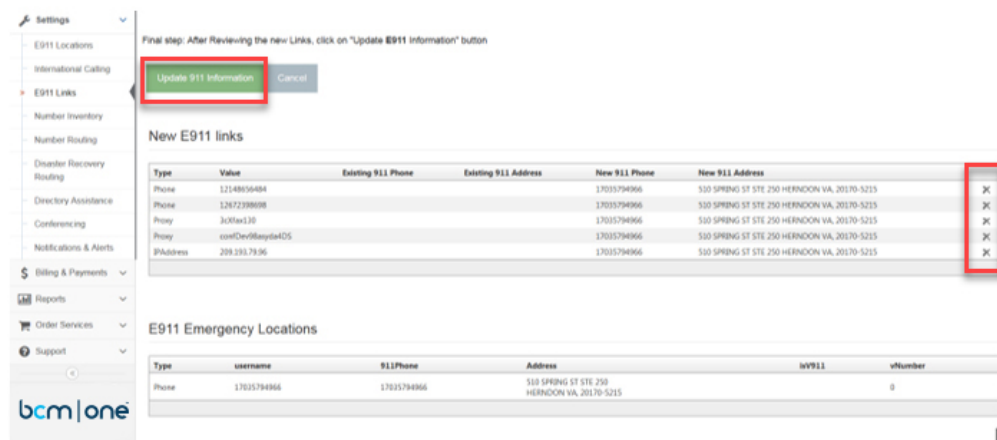 Settings
E911 Locations
International Calling
E911 Links
Number Inventory
Number Routing
Disaster Recovery
Routing
Directory Assistance
Conferencing
Notifications & Alerts
Billing & Payments
Reports
Order Services
Support
bcm|one
Final step: After Reviewing the new Links, click on "Update E911 Information" button
Update 911 Information Cancel
New E911 links
Type Value Existing 911 Phone Existing 911 Address New 911 Phone New 911 Address
Phone 12148656484 17035794966 510 SPRING ST STE 250 HERNDON VA, 20170-5215
Phone 12672398698 17035794966 510 SPRING ST STE 250 HERNDON VA, 20170-5215
Proxy 3cXfax130 17035794966 510 SPRING ST STE 250 HERNDON VA, 20170-5215
Proxy confDev98asyda4DS 17035794966 510 SPRING ST STE 250 HERNDON VA, 20170-5215
IPAddress 209.193.79.96 17035794966 510 SPRING ST STE 250 HERNDON VA, 20170-5215
E911 Emergency Locations
Type username 911Phone Address isV911 vNumber
Phone 17035794966 17035794966 510 SPRING ST STE 250 0
HERNDON VA, 20170-5215